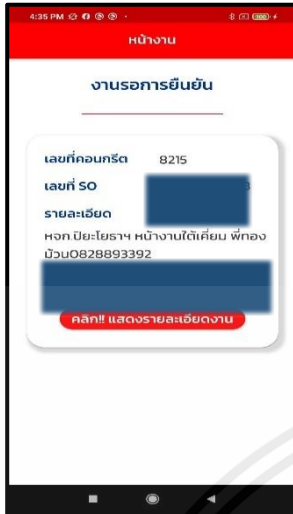 4:35 PM
หน้างาน
งานรอการยืนยัน
เลขที่คอนกรีต 8215
เลขที่ SO
รายละเอียด
หจก.ปิยะโยธาฯ หน้างานใต้เคี่ยม พี่ทอง
ม้วน0828893392
คลิก!! แสดงรายละเอียดงาน